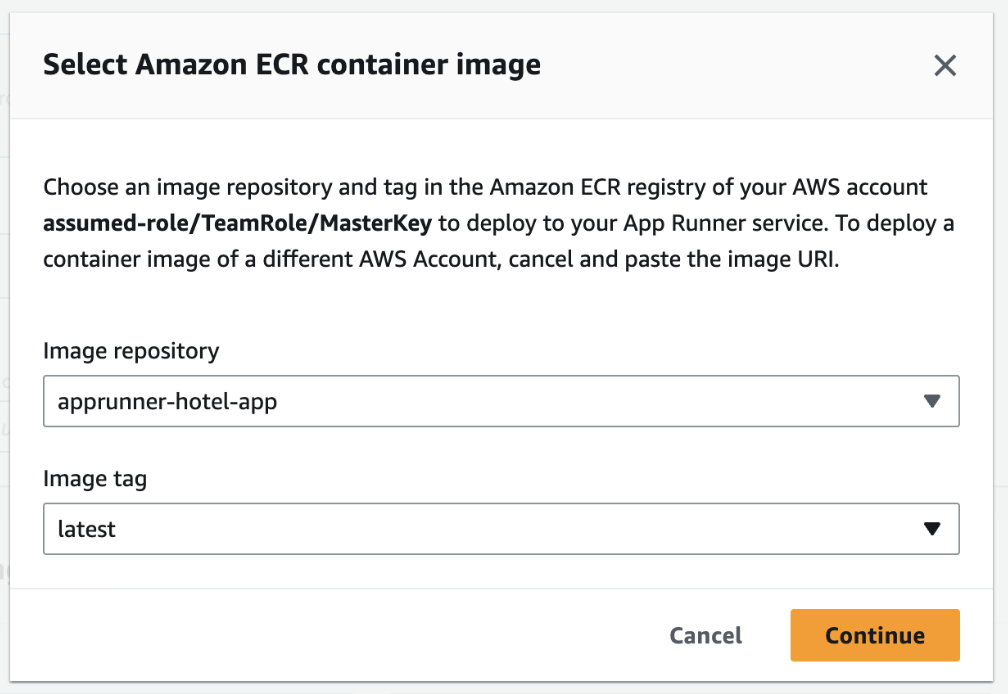 Select Amazon ECR container image
Choose an image repository and tag in the Amazon ECR registry of your AWS account
assumed-role/TeamRole/MasterKey to deploy to your App Runner service. To deploy a
container image of a different AWS Account, cancel and paste the image URI.
Image repository
apprunner-hotel-app
Image tag
latest
Cancel
Continue